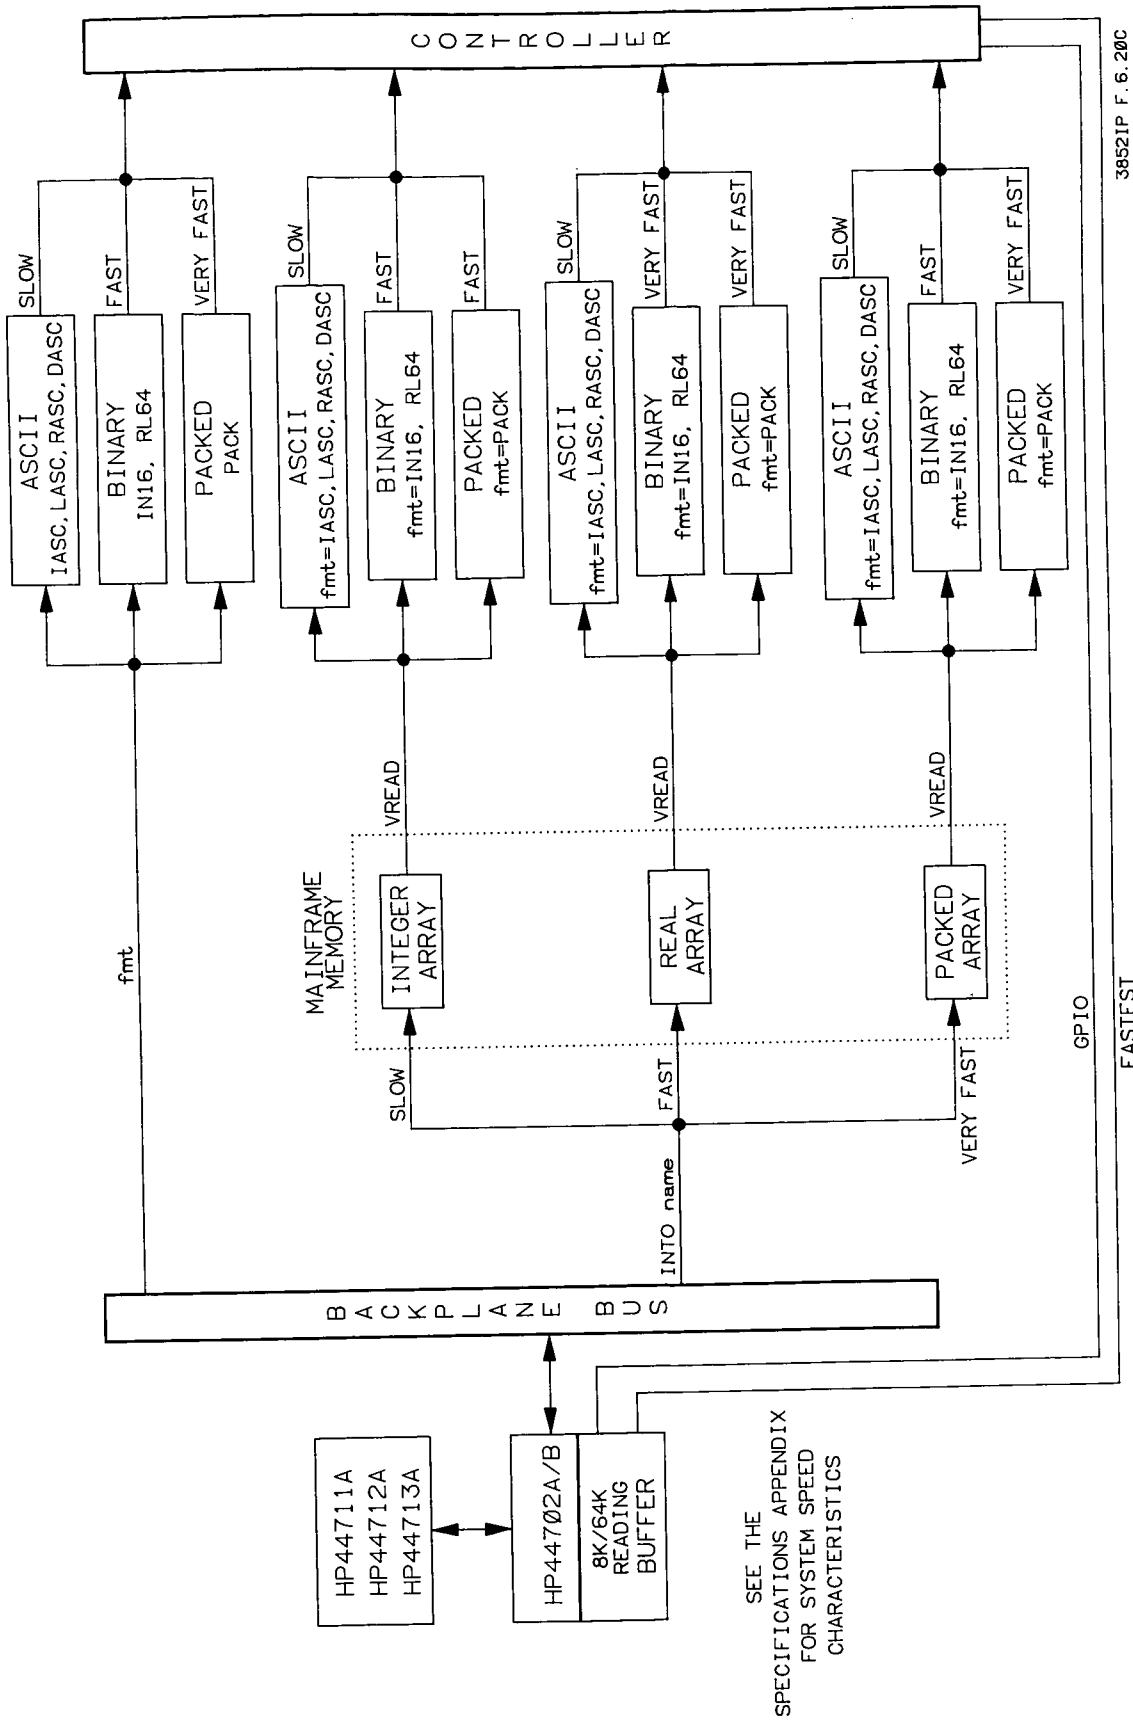 HP44711A
HP44712A
HP44713A
HP44702A/B
8K/64K
READING
BUFFER
SEE THE
SPECIFICATIONS APPENDIX
FOR SYSTEM SPEED
CHARACTERISTICS
BACKPLANE BUS
fmt
INTO name
SLOW
FAST
VERY FAST
MAINFRAME
MEMORY
INTEGER
ARRAY
REAL
ARRAY
PACKED
ARRAY
VREAD
VREAD
VREAD
ASCII
IASC, LASC, RASC, DASC
SLOW
BINARY
IN16, RL64
FAST
PACKED
PACK
VERY FAST
ASCII
fmt=IASC, LASC, RASC, DASC
SLOW
BINARY
fmt=IN16, RL64
FAST
PACKED
fmt=PACK
FAST
ASCII
fmt=IASC, LASC, RASC, DASC
SLOW
BINARY
fmt=IN16, RL64
VERY FAST
PACKED
fmt=PACK
VERY FAST
ASCII
fmt=IASC, LASC, RASC, DASC
SLOW
BINARY
fmt=IN16, RL64
FAST
PACKED
fmt=PACK
VERY FAST
CONTROLLER
GPIO
FASTEST
3852IP F.6.20C